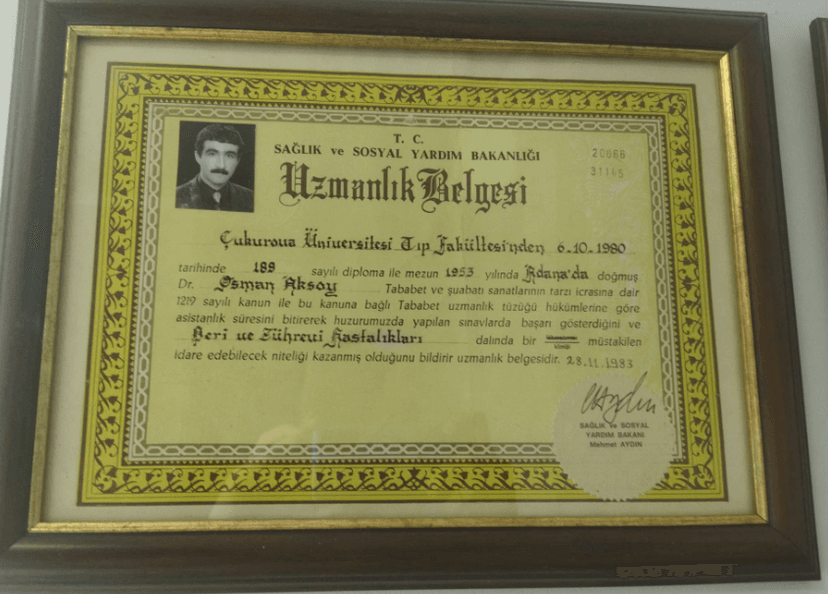 T. C.
SAĞLIK ve SOSYAL YARDIM BAKANLIĞI
Uzmanlık Belgesi
20666
31145
Çukurova Üniversitesi Tıp Fakültesi'nden 6.10.1980
tarihinde 189 sayılı diploma ile mezun 1953 yılında Adana'da doğmuş
Dr. Osman Aksoy Tababet ve şuabatı sanatlarının tarzı icrasına dair
1219 sayılı kanun ile bu kanuna bağlı Tababet uzmanlık tüzüğü hükümlerine göre
asistanlık süresini bitirerek huzurumuzda yapılan sınavlarda başarı gösterdiğini ve
Deri ve Zührevi Hastalıkları dalında bir müstakilen
idare edebilecek niteliği kazanmış olduğunu bildirir uzmanlık belgesidir. 28.11.1983
SAĞLIK ve SOSYAL
YARDIM BAKANI
Mehmet AYDIN